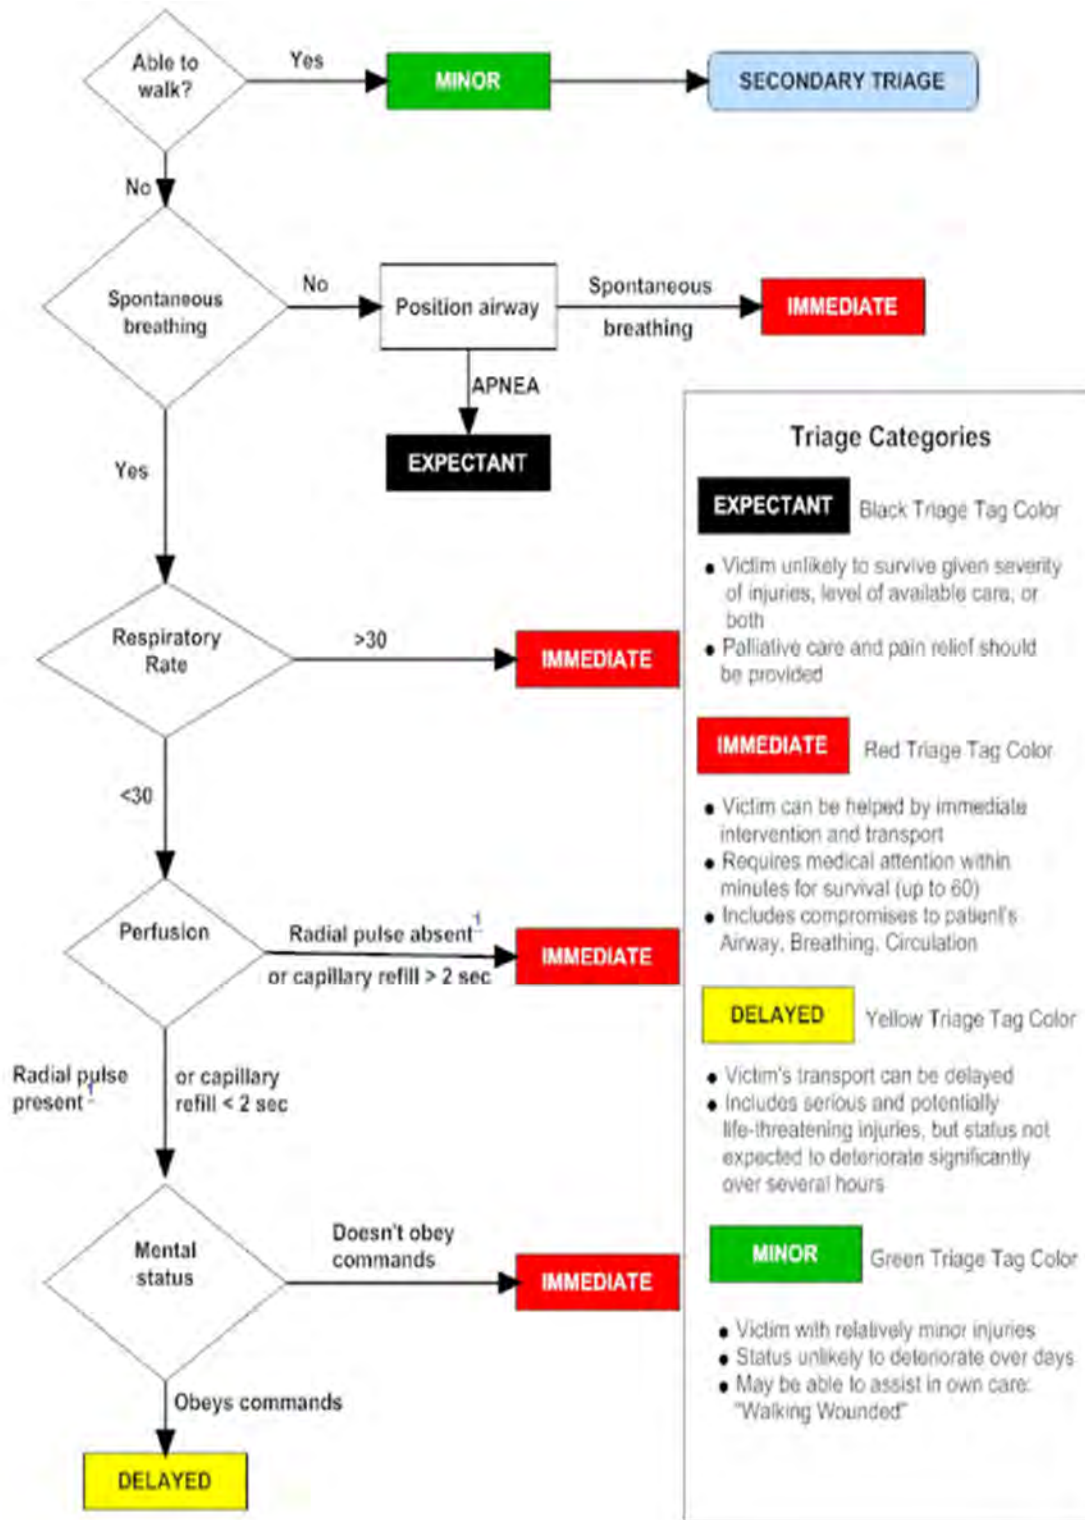 Able to
walk?
Yes
MINOR
SECONDARY TRIAGE
No
Spontaneous
breathing
No
Position airway
Spontaneous
breathing
IMMEDIATE
APNEA
EXPECTANT
Yes
Respiratory
Rate
>30
IMMEDIATE
<30
Perfusion
Radial pulse absent1
or capillary refill > 2 sec
IMMEDIATE
Radial pulse
present1
or capillary
refill < 2 sec
Mental
status
Doesn't obey
commands
IMMEDIATE
Obeys commands
DELAYED
Triage Categories
EXPECTANT Black Triage Tag Color
• Victim unlikely to survive given severity
of injuries, level of available care, or
both
• Palliative care and pain relief should
be provided
IMMEDIATE Red Triage Tag Color
• Victim can be helped by immediate
intervention and transport
• Requires medical attention within
minutes for survival (up to 60)
• Includes compromises to patient's
Airway, Breathing, Circulation
DELAYED Yellow Triage Tag Color
• Victim's transport can be delayed
• Includes serious and potentially
life-threatening injuries, but status not
expected to deteriorate significantly
over several hours
MINOR Green Triage Tag Color
• Victim with relatively minor injuries
• Status unlikely to deteriorate over days
• May be able to assist in own care:
"Walking Wounded"